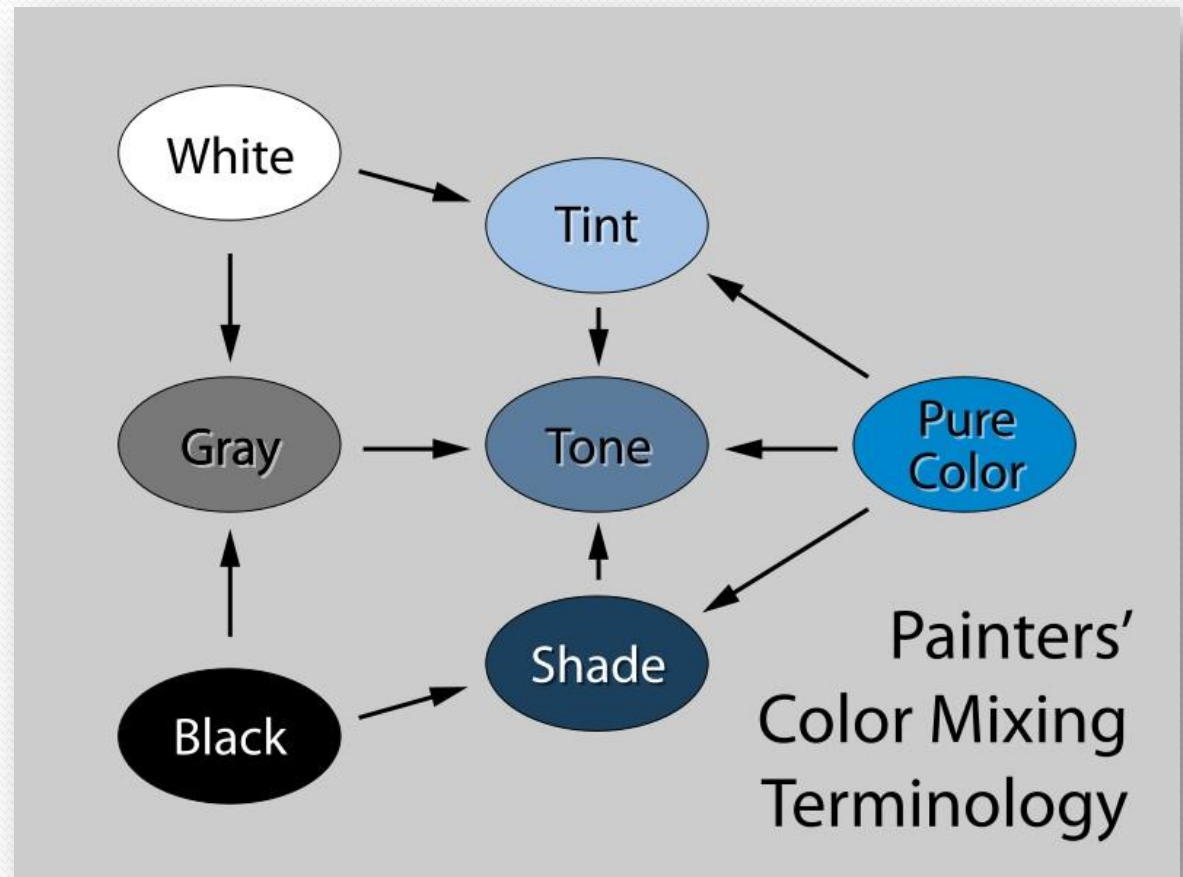 White
Tint
Gray
Tone
Pure
Color
Shade
Black
Painters’
Color Mixing
Terminology